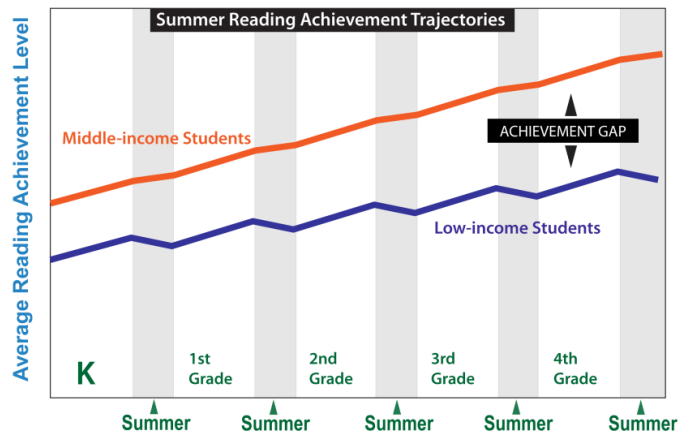 Summer Reading Achievement Trajectories
Average Reading Achievement Level
Middle-income Students
ACHIEVEMENT GAP
Low-income Students
K
1st
Grade
2nd
Grade
3rd
Grade
4th
Grade
Summer
Summer
Summer
Summer
Summer